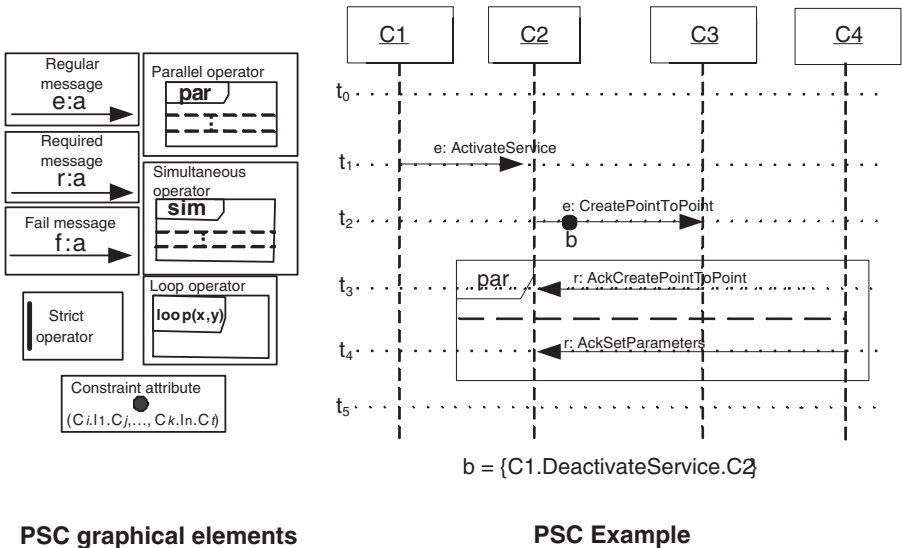 Regular
message
e:a
Required
message
r:a
Fail message
f:a
Strict
operator
Parallel operator
par
Simultaneous
operator
sim
Loop operator
loop(x,y)
Constraint attribute
(Ci.l1.Cj,..., Ck.ln.Ct)
PSC graphical elements
C1
C2
C3
C4
t0
t1
e: ActivateService
t2
e: CreatePointToPoint
b
par
t3
r: AckCreatePointToPoint
t4
r: AckSetParameters
t5
b = {C1.DeactivateService.C2}
PSC Example